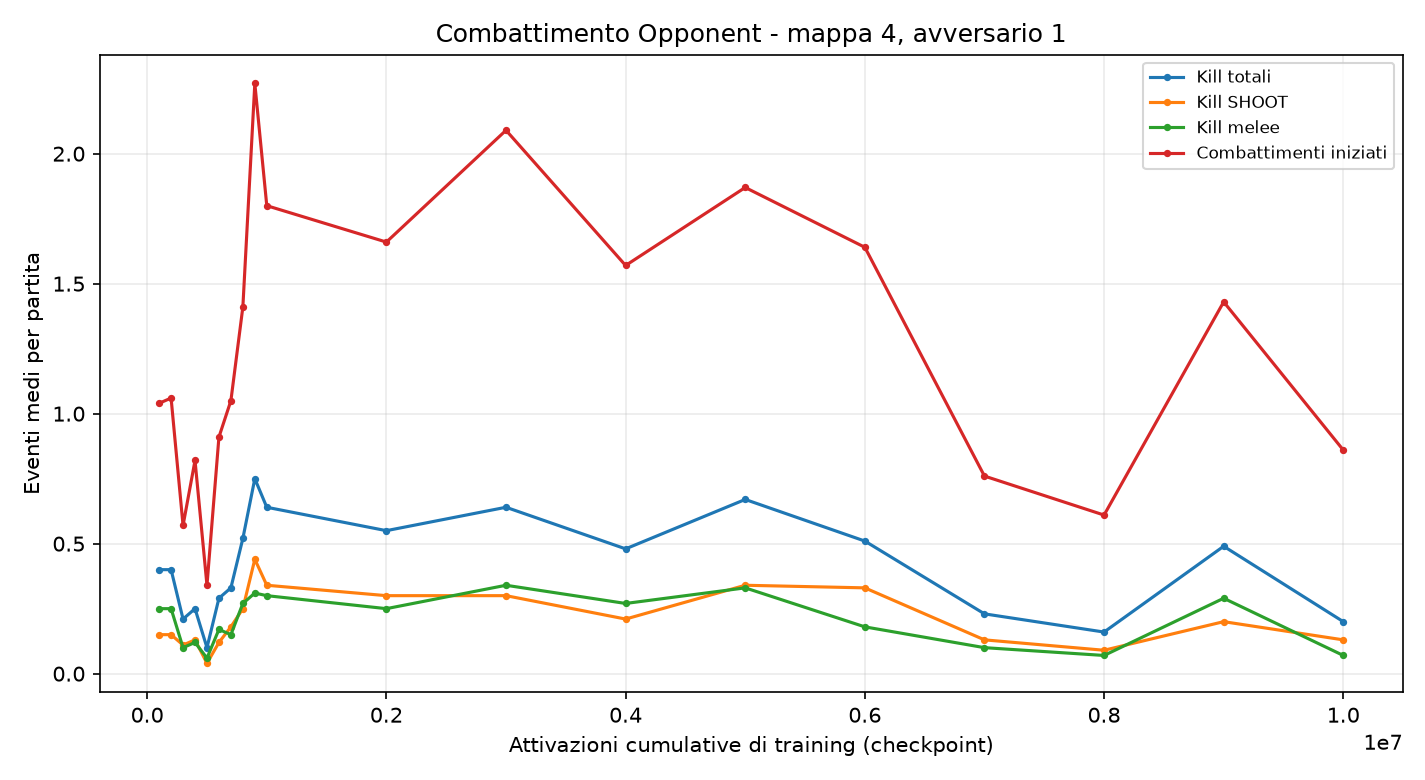 Combattimento Opponent - mappa 4, avversario 1
Kill totali
Kill SHOOT
Kill melee
Combattimenti iniziati
Eventi medi per partita
2.0
1.5
1.0
0.5
0.0
0.0 0.2 0.4 0.6 0.8 1.0
1e7
Attivazioni cumulative di training (checkpoint)